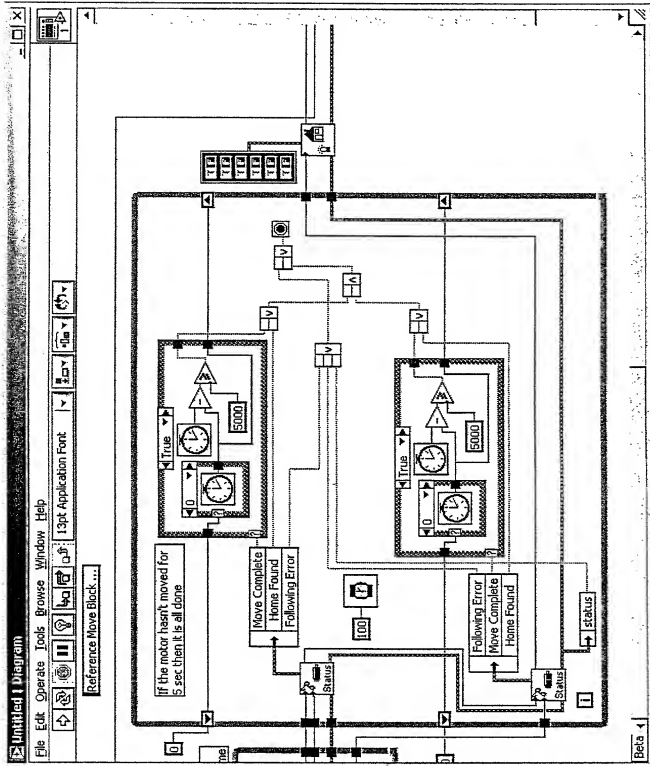 Untitled 1 Diagram
File Edit Operate Tools Browse Window Help
13pt Application Font
Reference Move Block ...
If the motor hasn't moved for
5 sec then it is all done
True
0
5000
0
Move Complete
Home Found
Following Error
Status
100
True
0
5000
Following Error
Move Complete
Home Found
Status
status
i
me
Beta